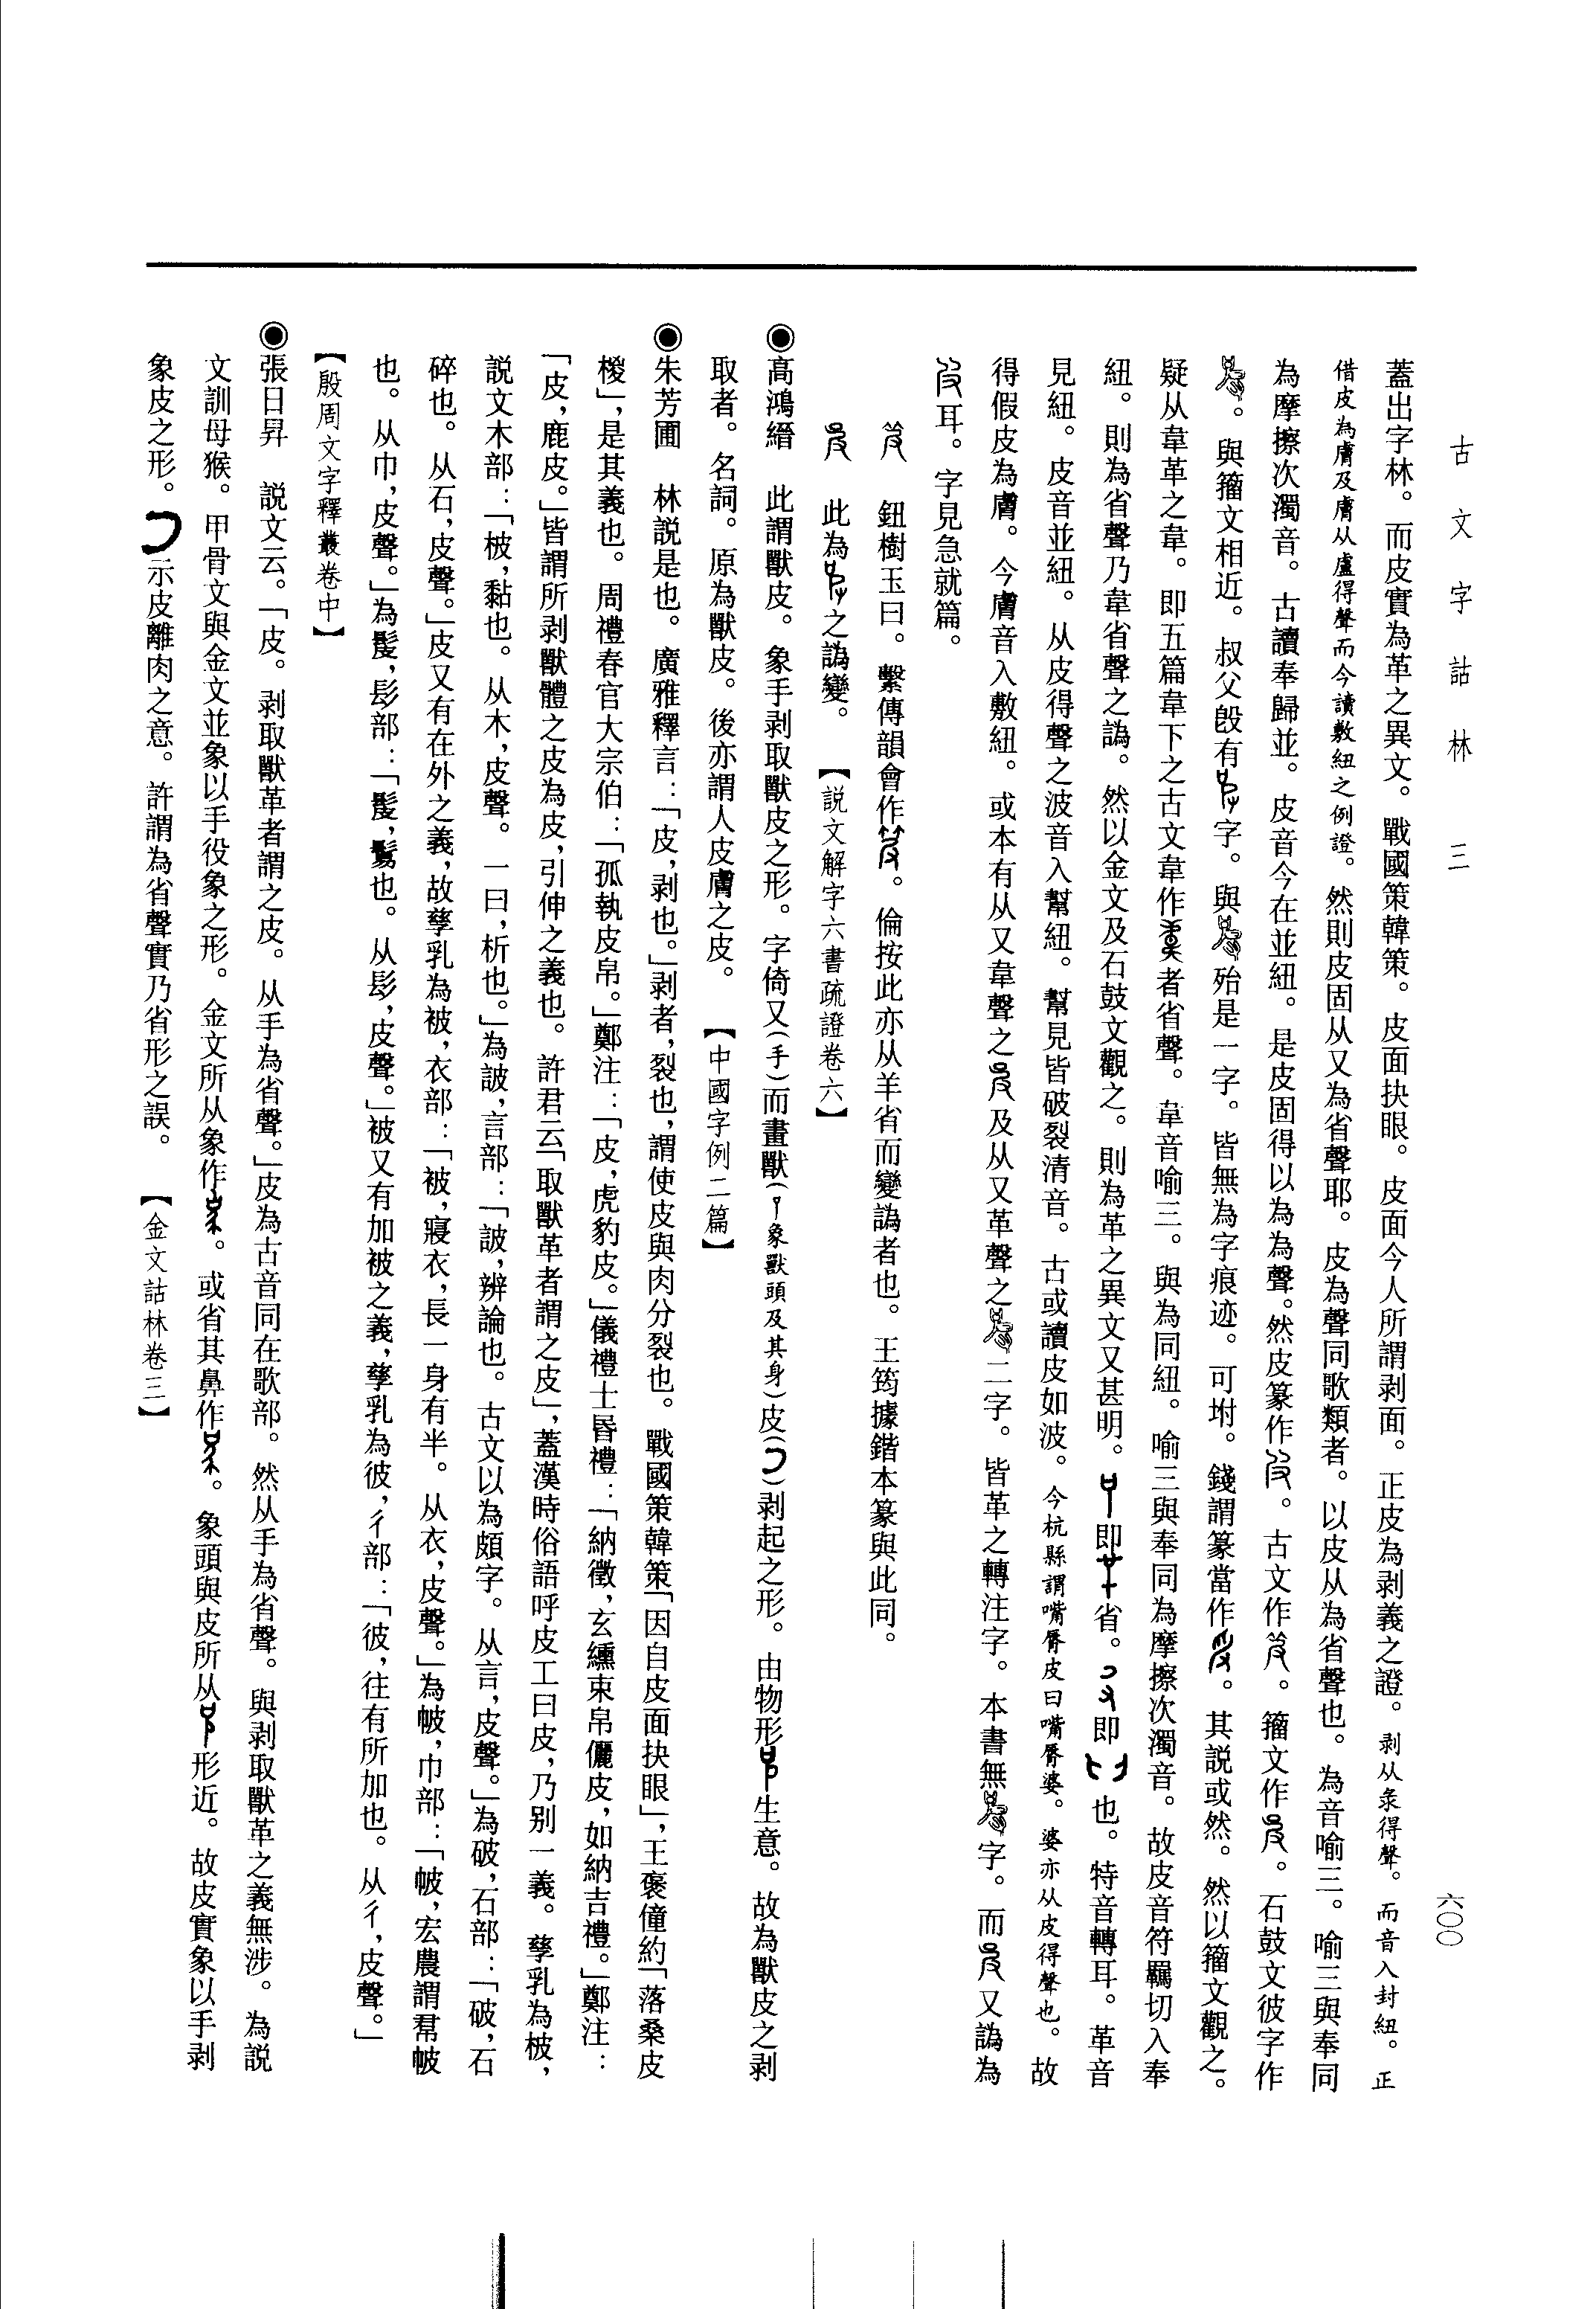 古文字詁林 三
六〇〇
蓋出字林。而皮實為革之異文。戰國策韓策。皮面抉眼。皮面今人所謂剥面。正皮為剥義之證。剥从彔得聲。而音入封紐。正
借皮為膚及膚从盧得聲而今讀敷紐之例證。然則皮固从又為省聲耶。皮為聲同歌類者。以皮从為省聲也。為音喻三。喻三與奉同
為摩擦次濁音。古讀奉歸並。皮音今在並紐。是皮固得以為為聲。然皮篆作。古文作。籀文作。石鼓文彼字作
。與籀文相近。叔父𣪘有字。與殆是一字。皆無為字痕迹。可坿。錢謂篆當作。其説或然。然以籀文觀之。
疑从韋革之韋。即五篇韋下之古文韋作者省聲。韋音喻三。與為同紐。喻三與奉同為摩擦次濁音。故皮音符羈切入奉
紐。則為省聲乃韋省聲之譌。然以金文及石鼓文觀之。則為革之異文又甚明。即省。即也。特音轉耳。革音
見紐。皮音並紐。从皮得聲之波音入幫紐。幫見皆破裂清音。古或讀皮如波。今杭縣謂嘴脣皮曰嘴脣婆。婆亦从皮得聲也。故
得假皮為膚。今膚音入敷紐。或本有从又韋聲之及从又革聲之二字。皆革之轉注字。本書無字。而又譌為
耳。字見急就篇。
鈕樹玉曰。繫傳韻會作。倫按此亦从羊省而變譌者也。王筠據鍇本篆與此同。
此為之譌變。【説文解字六書疏證卷六】
◉高鴻縉 此謂獸皮。象手剥取獸皮之形。字倚又（手）而畫獸（象獸頭及其身）皮（）剥起之形。由物形生意。故為獸皮之剥
取者。名詞。原為獸皮。後亦謂人皮膚之皮。【中國字例二篇】
◉朱芳圃 林説是也。廣雅釋言：「皮，剥也。」剥者，裂也，謂使皮與肉分裂也。戰國策韓策「因自皮面抉眼」，王褒僮約「落桑皮
椶」，是其義也。周禮春官大宗伯：「孤執皮帛。」鄭注：「皮，虎豹皮。」儀禮士昏禮：「納徵，玄纁束帛儷皮，如納吉禮。」鄭注：
「皮，鹿皮。」皆謂所剥獸體之皮為皮，引伸之義也。許君云「取獸革者謂之皮」，蓋漢時俗語呼皮工曰皮，乃别一義。孳乳為柀，
説文木部：「柀，黏也。从木，皮聲。一曰，析也。」為詖，言部：「詖，辨論也。古文以為頗字。从言，皮聲。」為破，石部：「破，石
碎也。从石，皮聲。」皮又有在外之義，故孳乳為被，衣部：「被，寢衣，長一身有半。从衣，皮聲。」為帔，巾部：「帔，宏農謂帬帔
也。从巾，皮聲。」為髲，髟部：「髲，鬄也。从髟，皮聲。」被又有加被之義，孳乳為彼，彳部：「彼，往有所加也。从彳，皮聲。」
【殷周文字釋叢卷中】
◉張日昇 説文云。「皮。剥取獸革者謂之皮。从手為省聲。」皮為古音同在歌部。然从手為省聲。與剥取獸革之義無涉。為説
文訓母猴。甲骨文與金文並象以手役象之形。金文所从象作。或省其鼻作。象頭與皮所从形近。故皮實象以手剥
象皮之形。示皮離肉之意。許謂為省聲實乃省形之誤。【金文詁林卷三】